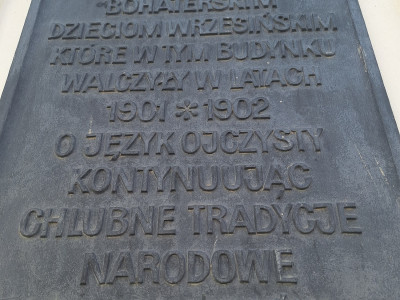 BOHATERSKIM
DZIECIOM WRZESIŃSKIM
KTÓRE W TYM BUDYNKU
WALCZYŁY W LATACH
1901 * 1902
O JĘZYK OJCZYSTY
KONTYNUUJĄC
CHLUBNE TRADYCJE
NARODOWE